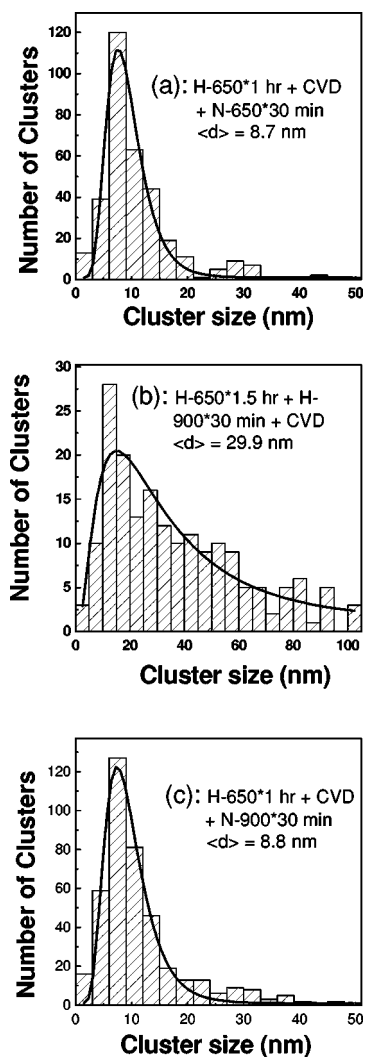 120
100
80
60
40
20
0
Number of Clusters
(a): H-650*1 hr + CVD
+ N-650*30 min
<d> = 8.7 nm
0 10 20 30 40 50
Cluster size (nm)
30
25
20
15
10
5
0
Number of Clusters
(b): H-650*1.5 hr + H-
900*30 min + CVD
<d> = 29.9 nm
0 20 40 60 80 100
Cluster size (nm)
120
100
80
60
40
20
0
Number of Clusters
(c): H-650*1 hr + CVD
+ N-900*30 min
<d> = 8.8 nm
0 10 20 30 40 50
Cluster size (nm)